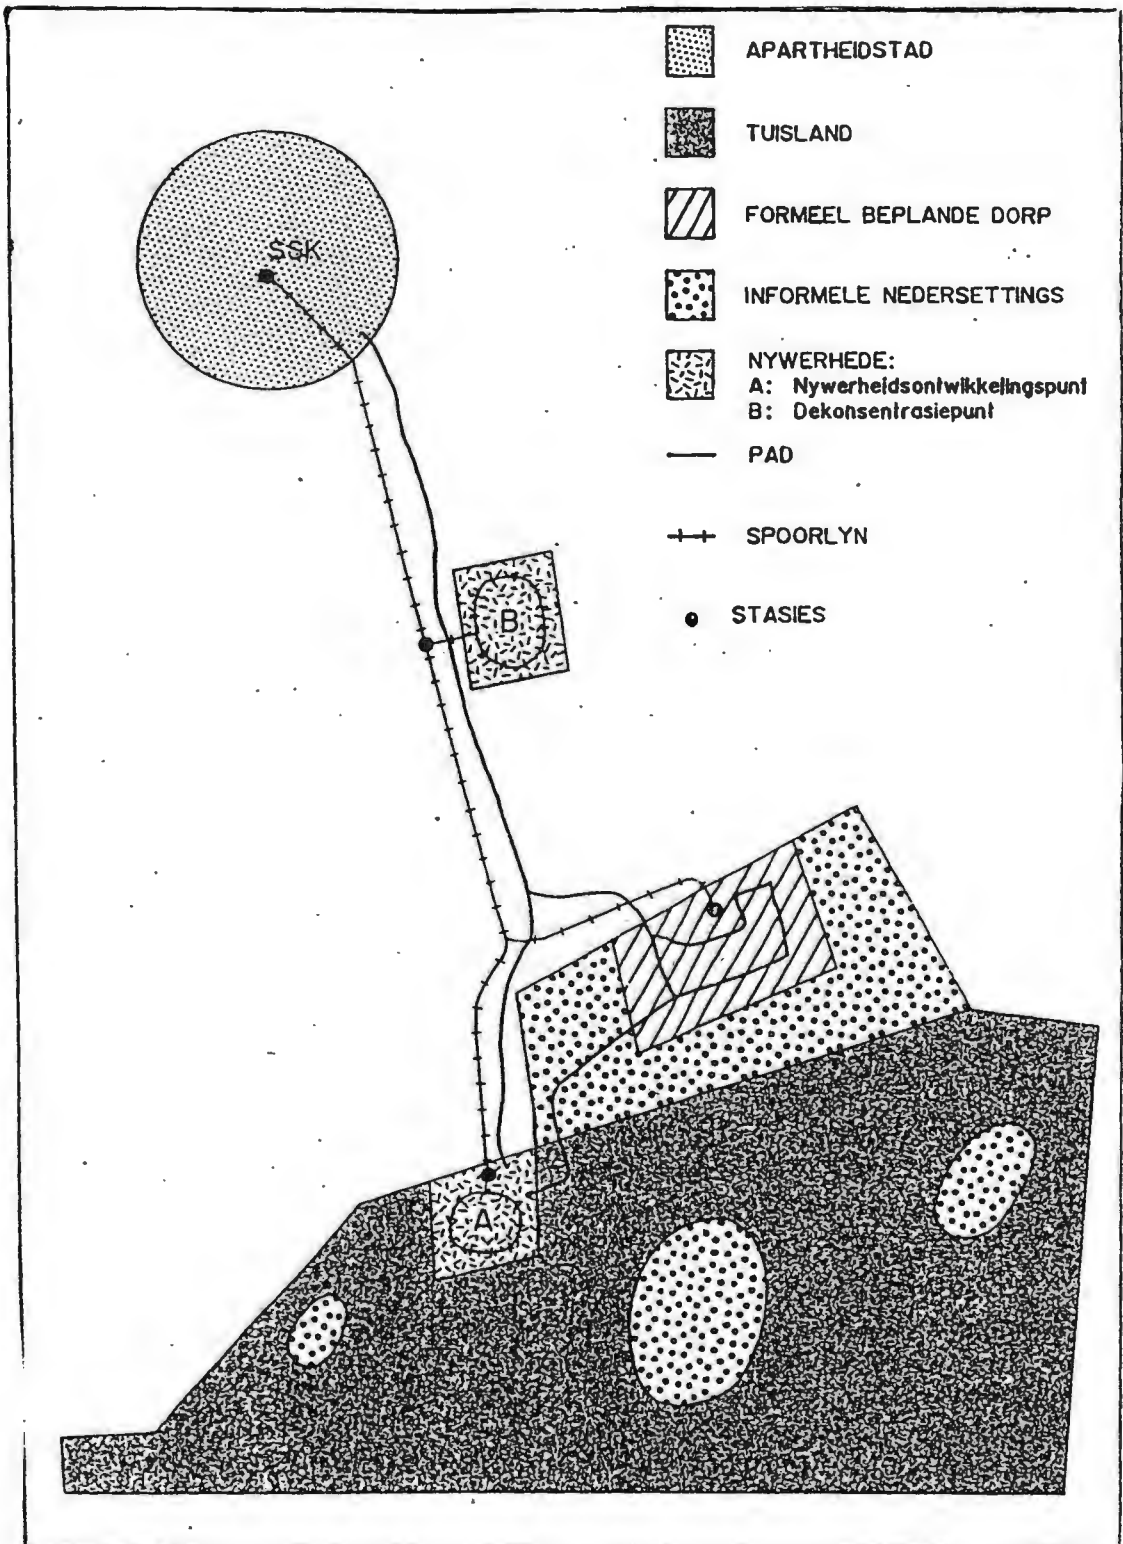 APARTHEIDSTAD
TUISLAND
FORMEEL BEPLANDE DORP
INFORMELE NEDERSETTINGS
NYWERHEDE:
A: Nywerheidsontwikkelingspunt
B: Dekonsentrasiepunt
PAD
SPOORLYN
STASIES
SSK
B
A